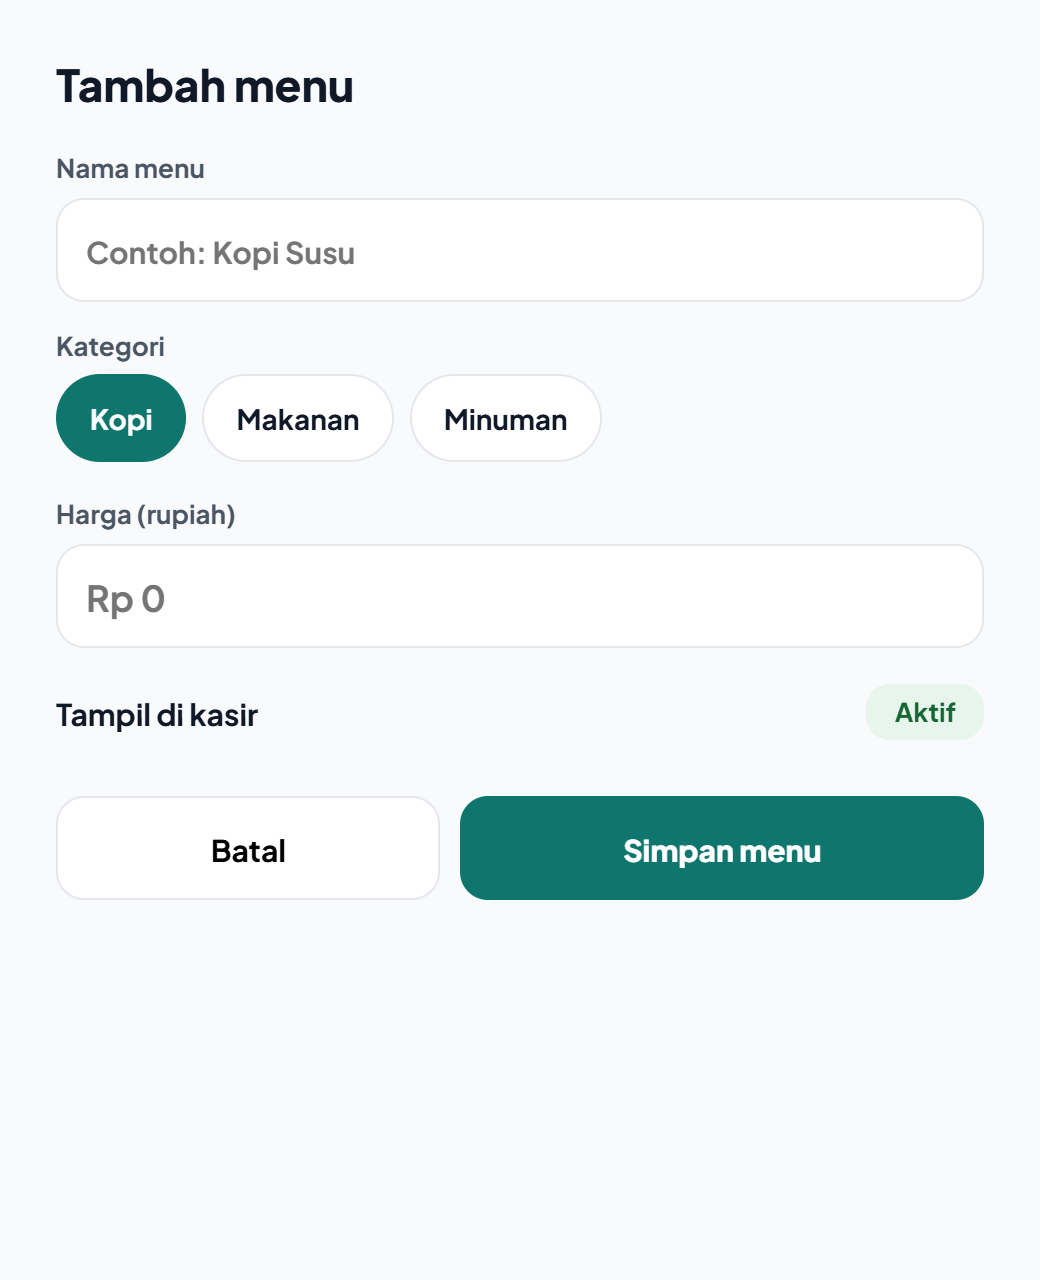 Tambah menu
Nama menu
Contoh: Kopi Susu
Kategori
Kopi Makanan Minuman
Harga (rupiah)
Rp 0
Tampil di kasir Aktif
Batal Simpan menu